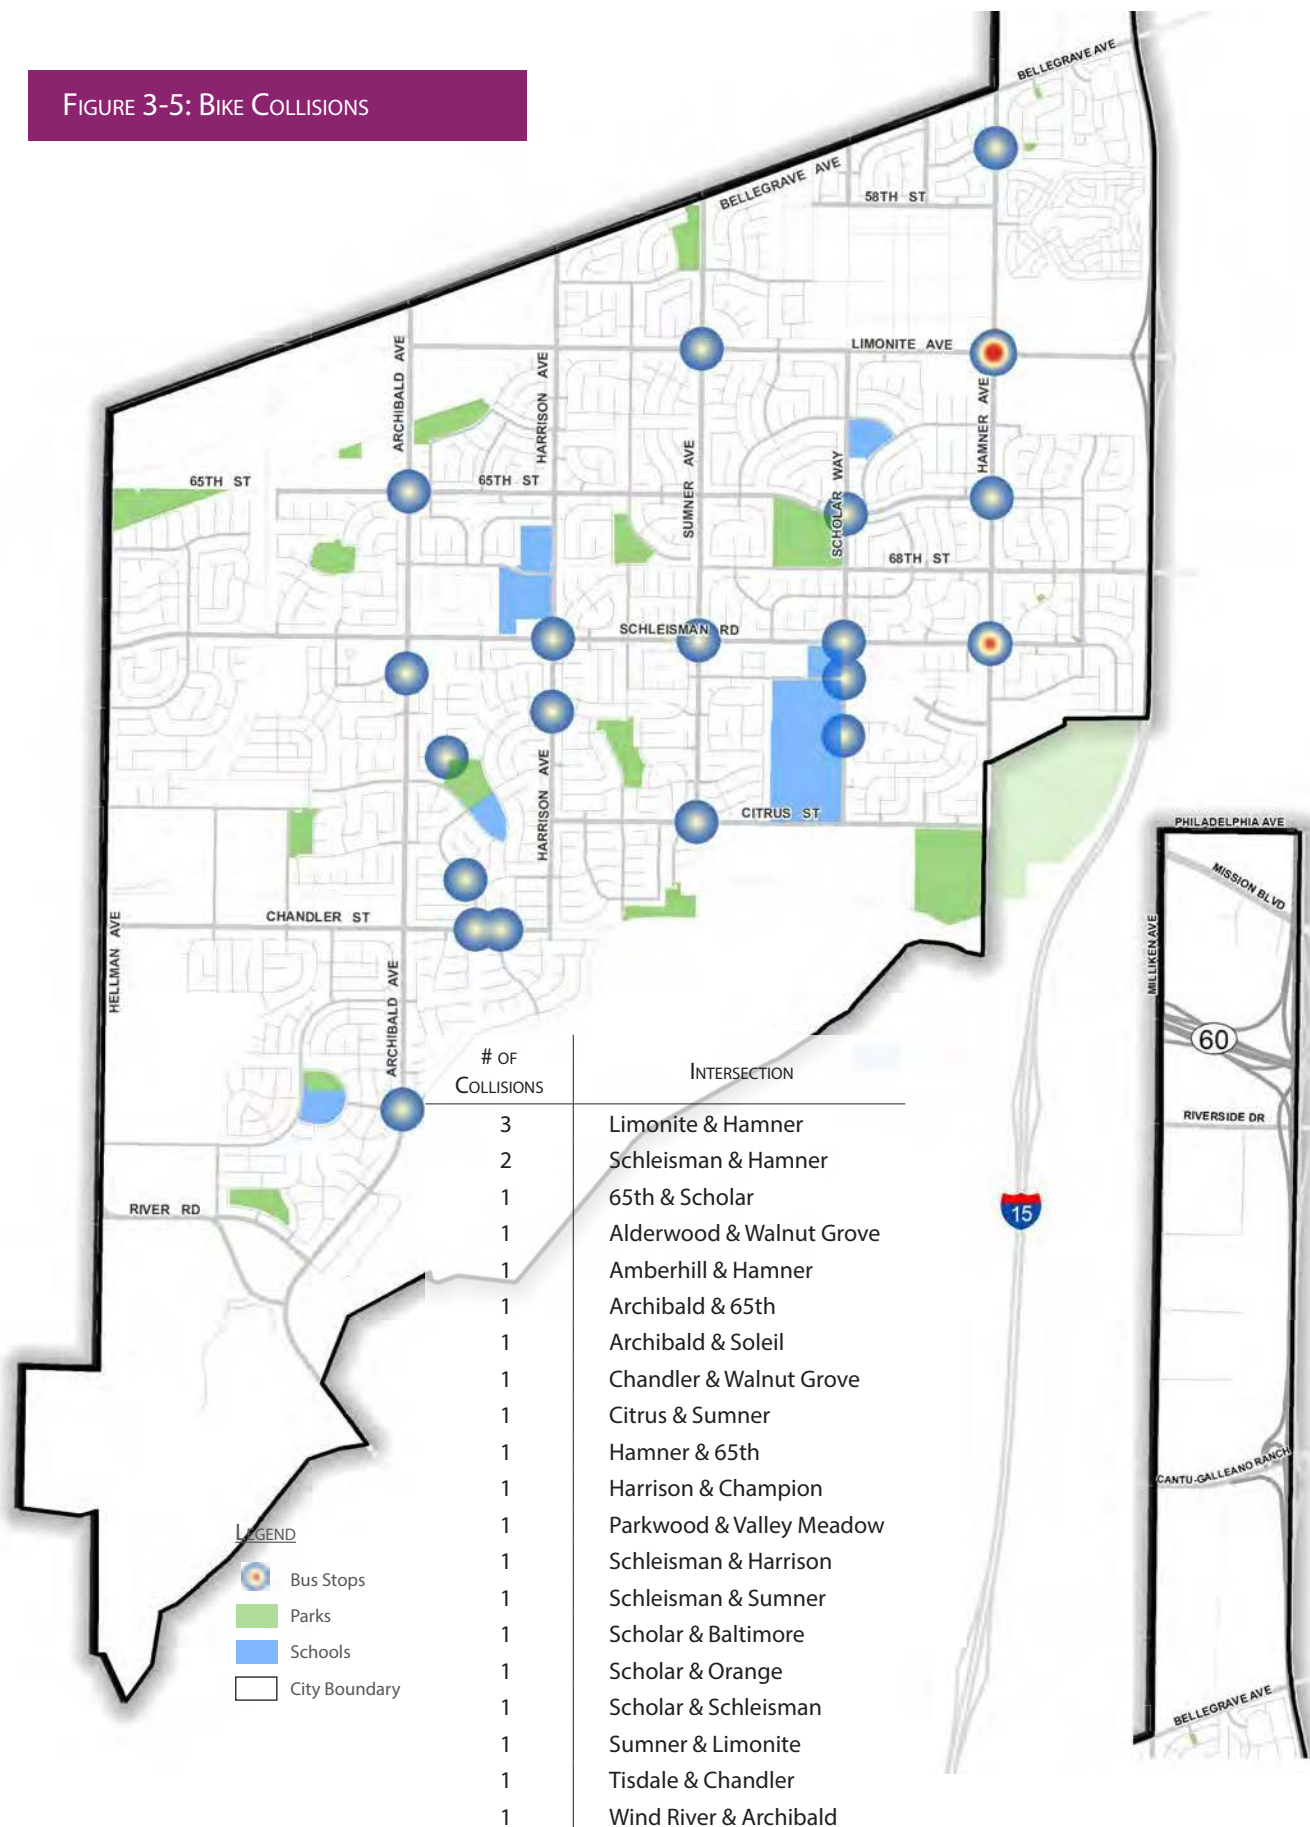 FIGURE 3-5: BIKE COLLISIONS
BELLEGRAVE AVE
BELLEGRAVE AVE
58TH ST
LIMONITE AVE
ARCHIBALD AVE
HARRISON AVE
HAMNER AVE
SUMNER AVE
SCHOLAR WAY
65TH ST
65TH ST
68TH ST
SCHLEISMAN RD
HARRISON AVE
CITRUS ST
PHILADELPHIA AVE
MISSION BLVD
MILLIKEN AVE
CHANDLER ST
HELLMAN AVE
ARCHIBALD AVE
60
RIVERSIDE DR
RIVER RD
15
CANTU-GALLEANO RANCH
BELLEGRAVE AVE
# OF
COLLISIONS
INTERSECTION
3 Limonite & Hamner
2 Schleisman & Hamner
1 65th & Scholar
1 Alderwood & Walnut Grove
1 Amberhill & Hamner
1 Archibald & 65th
1 Archibald & Soleil
1 Chandler & Walnut Grove
1 Citrus & Sumner
1 Hamner & 65th
1 Harrison & Champion
1 Parkwood & Valley Meadow
1 Schleisman & Harrison
1 Schleisman & Sumner
1 Scholar & Baltimore
1 Scholar & Orange
1 Scholar & Schleisman
1 Sumner & Limonite
1 Tisdale & Chandler
1 Wind River & Archibald
LEGEND
Bus Stops
Parks
Schools
City Boundary